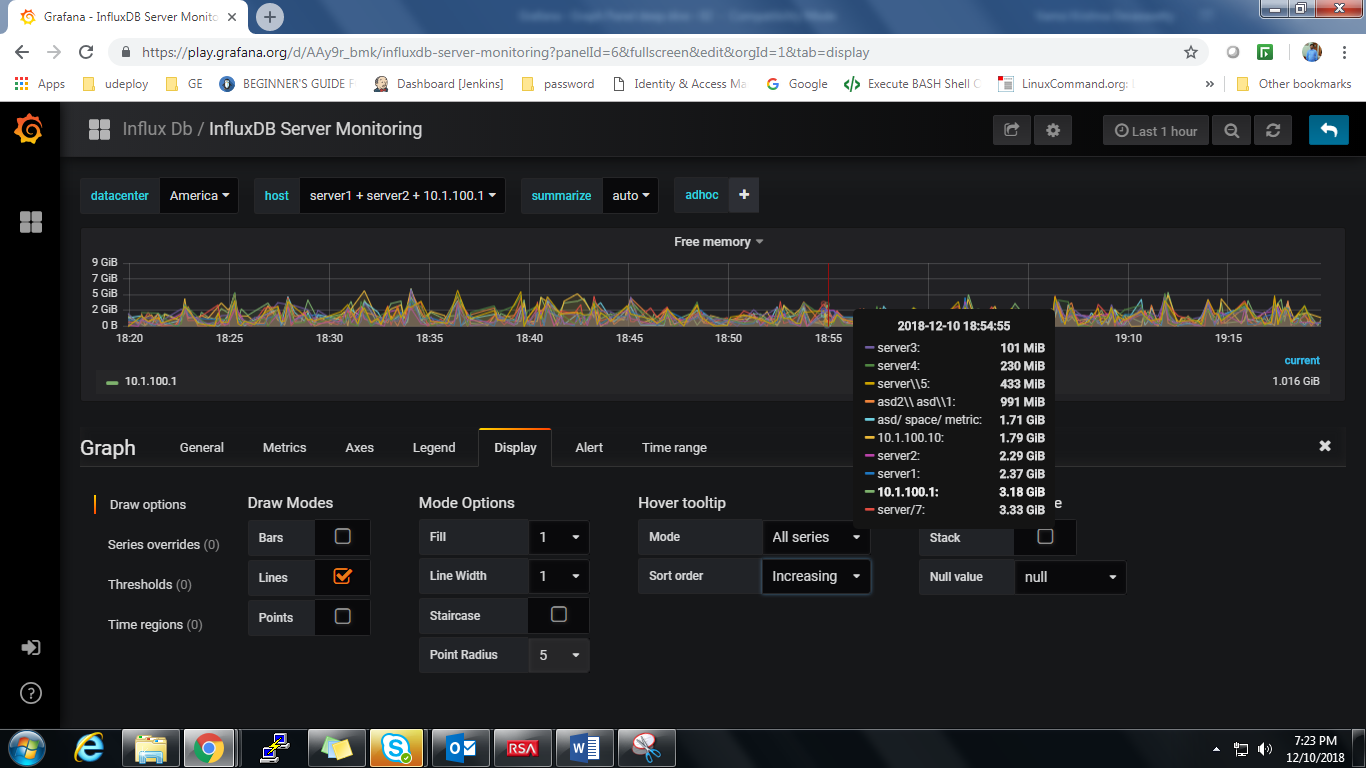 Grafana - InfluxDB Server Monito
https://play.grafana.org/d/AAy9r_bmk/influxdb-server-monitoring?panelId=6&fullscreen&edit&orgId=1&tab=display
Apps udeploy GE BEGINNER'S GUIDE F Dashboard [Jenkins] password Identity & Access Ma Google Execute BASH Shell C LinuxCommand.org: Other bookmarks
Influx Db / InfluxDB Server Monitoring
Last 1 hour
datacenter America host server1 + server2 + 10.1.100.1 summarize auto adhoc +
Free memory
9 GiB
7 GiB
5 GiB
2 GiB
0 B
18:20 18:25 18:30 18:35 18:40 18:45 18:50 18:55 19:10 19:15
current
10.1.100.1 1.016 GiB
2018-12-10 18:54:55
server3: 101 MiB
server4: 230 MiB
server\\5: 433 MiB
asd2\\ asd\\1: 991 MiB
asd/ space/ metric: 1.71 GiB
10.1.100.10: 1.79 GiB
server2: 2.29 GiB
server1: 2.37 GiB
10.1.100.1: 3.18 GiB
server/7: 3.33 GiB
Graph General Metrics Axes Legend Display Alert Time range
Draw options
Series overrides (0)
Thresholds (0)
Time regions (0)
Draw Modes
Bars
Lines
Points
Mode Options
Fill 1
Line Width 1
Staircase
Point Radius 5
Hover tooltip
Mode All series
Sort order Increasing
Stack
Null value null
RSA
7:23 PM
12/10/2018